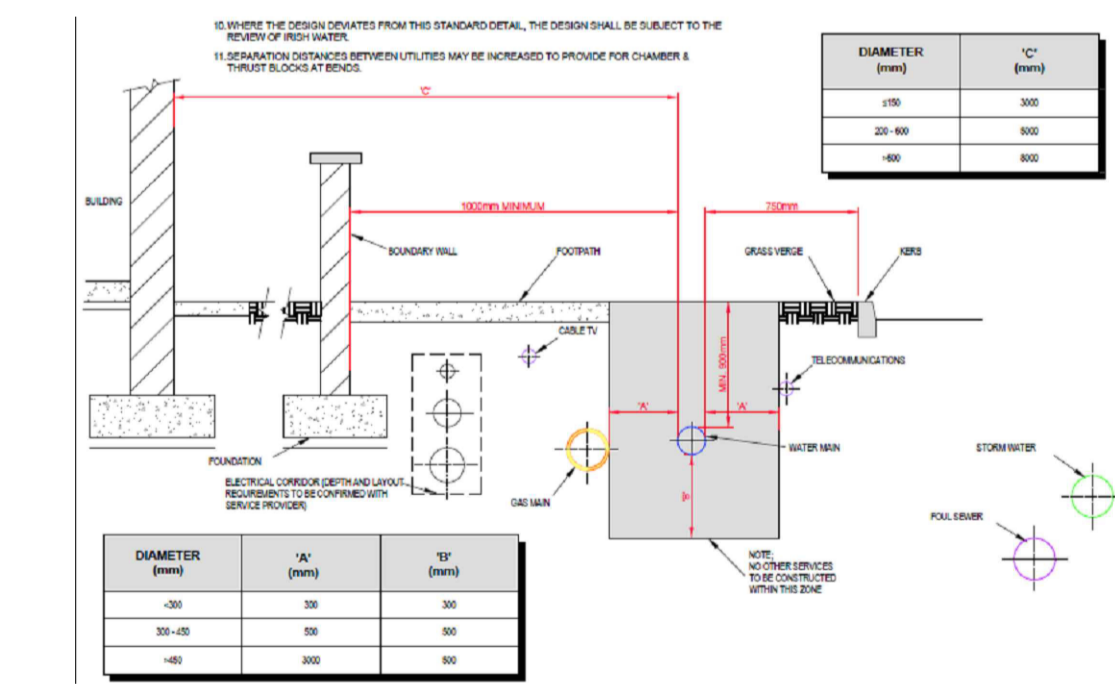 10. WHERE THE DESIGN DEVIATES FROM THIS STANDARD DETAIL, THE DESIGN SHALL BE SUBJECT TO THE
REVIEW OF IRISH WATER.
11. SEPARATION DISTANCES BETWEEN UTILITIES MAY BE INCREASED TO PROVIDE FOR CHAMBER &
THRUST BLOCKS AT BENDS.
DIAMETER (mm) 'C' (mm)
≤150 3000
200 - 600 5000
>600 8000
'C'
BUILDING
1000mm MINIMUM
750mm
BOUNDARY WALL
FOOTPATH
GRASS VERGE
KERB
CABLE TV
MIN. 900mm
TELECOMMUNICATIONS
'A'
'A'
WATER MAIN
STORM WATER
FOUNDATION
ELECTRICAL CORRIDOR (DEPTH AND LAYOUT
REQUIREMENTS TO BE CONFIRMED WITH
SERVICE PROVIDER)
GAS MAIN
'B'
FOUL SEWER
NOTE;
NO OTHER SERVICES
TO BE CONSTRUCTED
WITHIN THIS ZONE
DIAMETER (mm) 'A' (mm) 'B' (mm)
<300 300 300
300 - 450 500 500
>450 3000 500